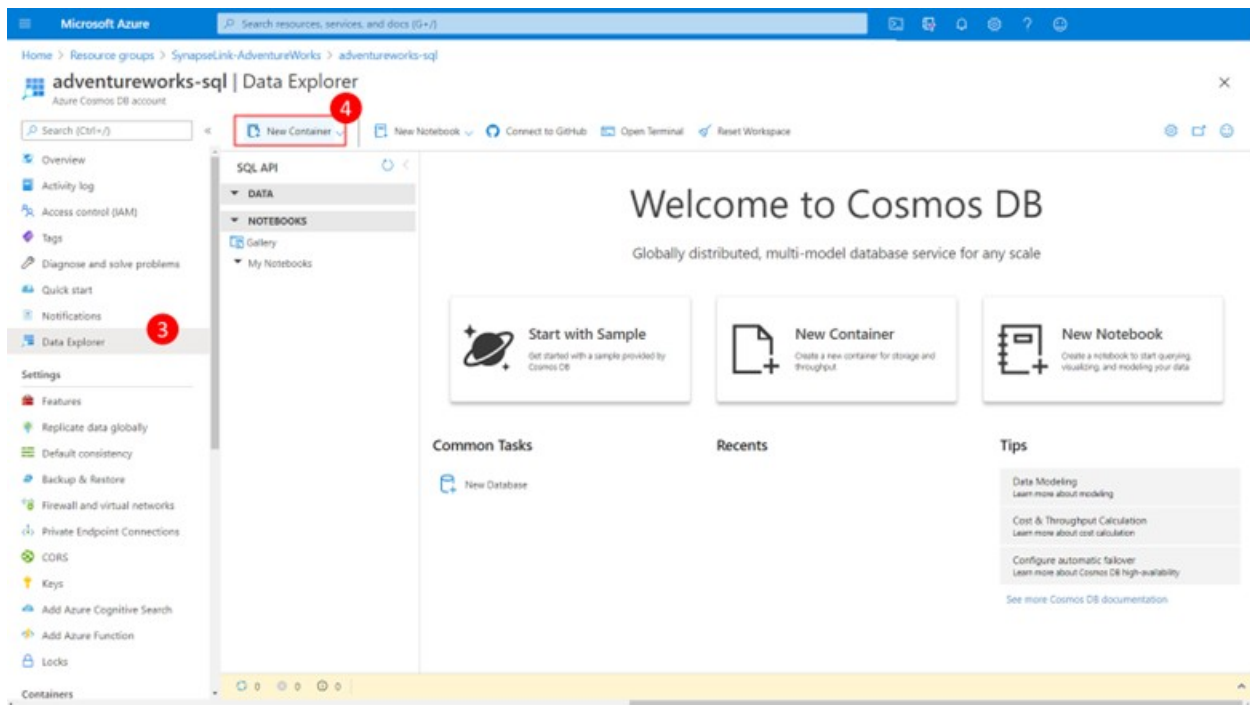 Microsoft Azure
Search resources, services, and docs (G+/)
Home > Resource groups > SynapseLink-AdventureWorks > adventureworks-sql
adventureworks-sql | Data Explorer
Azure Cosmos DB account
4
Search (Ctrl+/)
New Container
New Notebook
Connect to GitHub
Open Terminal
Reset Workspace
Overview
Activity log
Access control (IAM)
Tags
Diagnose and solve problems
Quick start
Notifications
3
Data Explorer
Settings
Features
Replicate data globally
Default consistency
Backup & Restore
Firewall and virtual networks
Private Endpoint Connections
CORS
Keys
Add Azure Cognitive Search
Add Azure Function
Locks
Containers
SQL API
DATA
NOTEBOOKS
Gallery
My Notebooks
Welcome to Cosmos DB
Globally distributed, multi-model database service for any scale
Start with Sample
Get started with a sample provided by
Cosmos DB
New Container
Create a new container for storage and
throughput
New Notebook
Create a notebook to start querying,
visualizing, and modeling your data
Common Tasks
New Database
Recents
Tips
Data Modeling
Learn more about modeling
Cost & Throughput Calculation
Learn more about cost calculation
Configure automatic failover
Learn more about Cosmos DB high-availability
See more Cosmos DB documentation
0 0 0